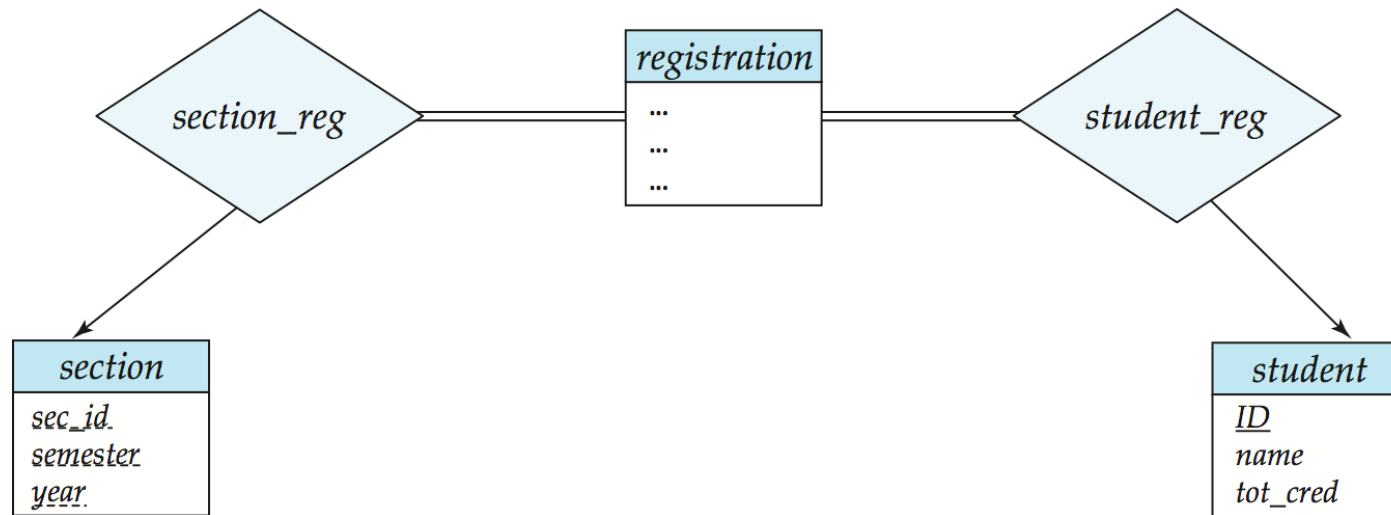 registration
section_reg
...
...
...
student_reg
section
sec_id
semester
year
student
ID
name
tot_cred